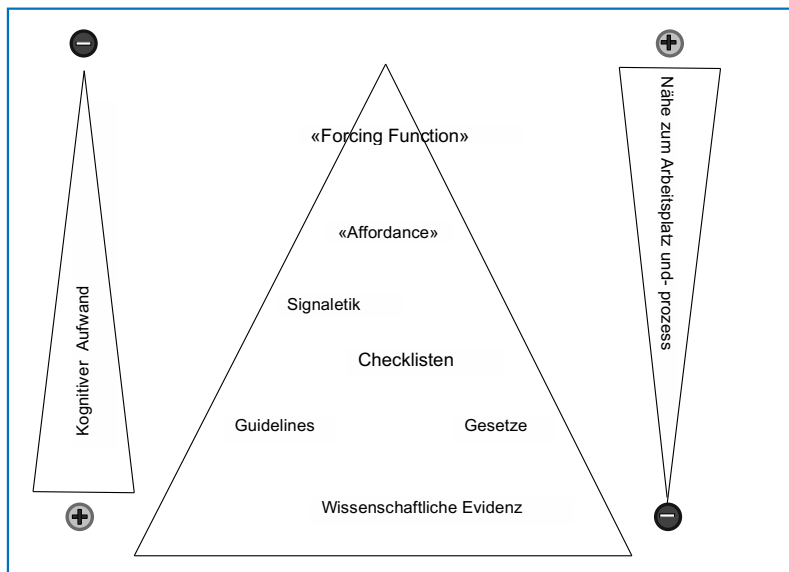 «Forcing Function»
«Affordance»
Signaletik
Checklisten
Guidelines
Gesetze
Wissenschaftliche Evidenz
Kognitiver Aufwand
Nähe zum Arbeitsplatz und- prozess